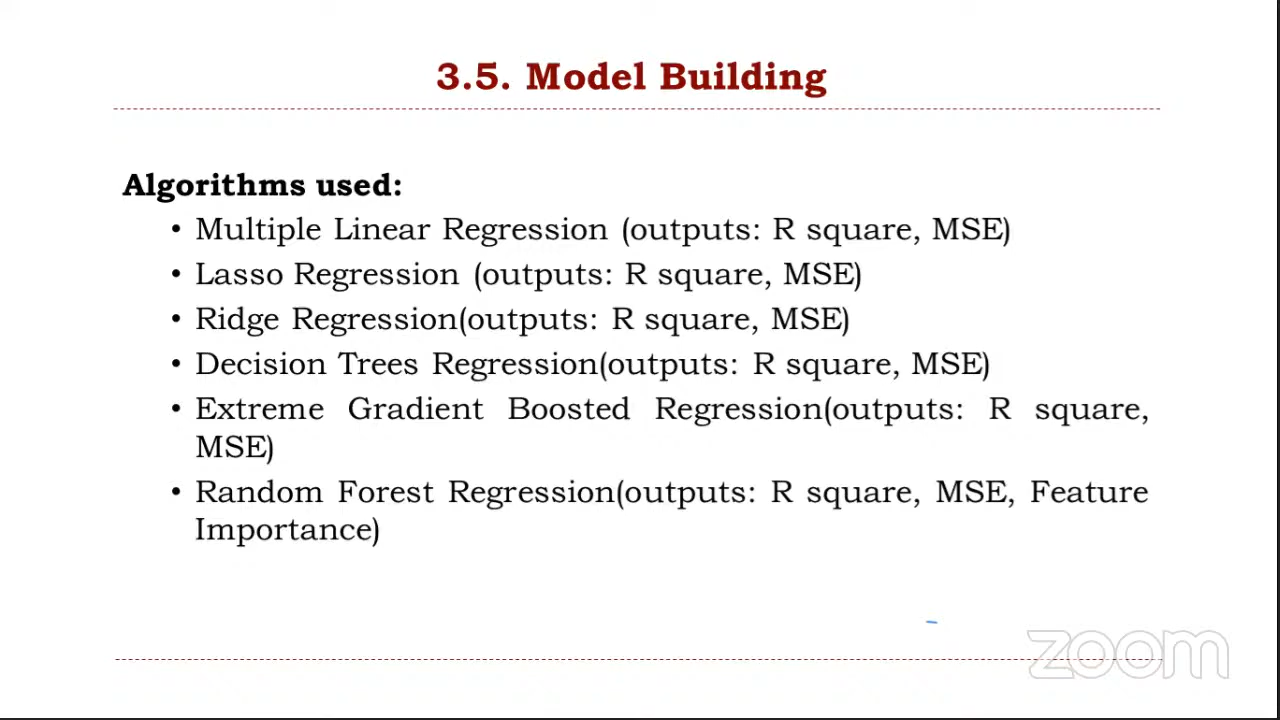 3.5. Model Building
Algorithms used:
• Multiple Linear Regression (outputs: R square, MSE)
• Lasso Regression (outputs: R square, MSE)
• Ridge Regression(outputs: R square, MSE)
• Decision Trees Regression(outputs: R square, MSE)
• Extreme Gradient Boosted Regression(outputs: R square,
MSE)
• Random Forest Regression(outputs: R square, MSE, Feature
Importance)
zoom